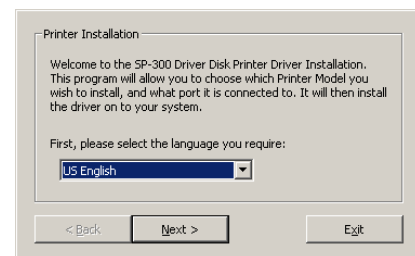 Printer Installation
Welcome to the SP-300 Driver Disk Printer Driver Installation.
This program will allow you to choose which Printer Model you
wish to install, and what port it is connected to. It will then install
the driver on to your system.
First, please select the language you require:
US English
< Back
Next >
Exit